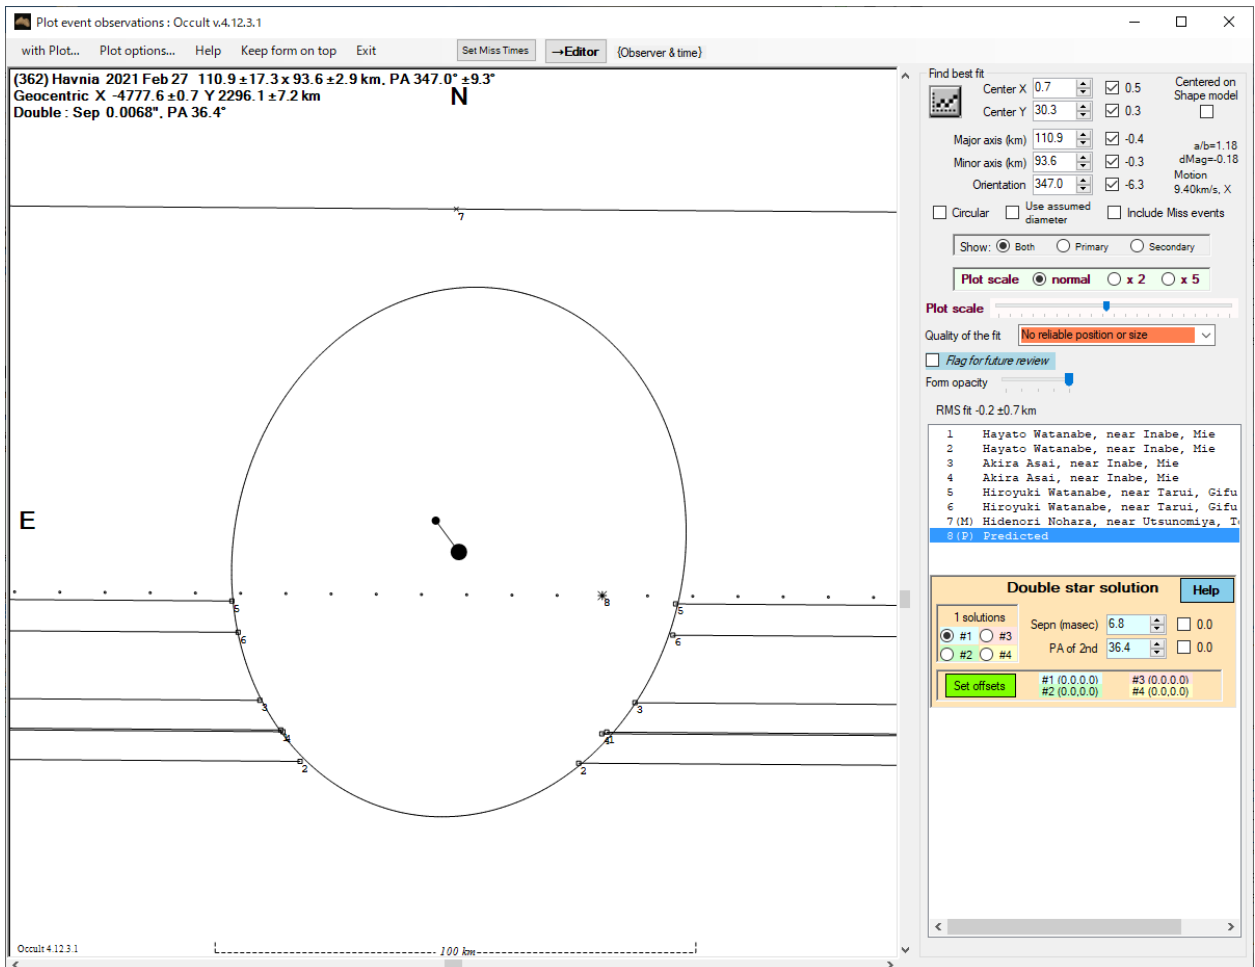 Plot event observations : Occult v.4.12.3.1
with Plot... Plot options... Help Keep form on top Exit Set Miss Times →Editor {Observer & time}
(362) Havnia 2021 Feb 27 110.9 ±17.3 x 93.6 ±2.9 km, PA 347.0° ±9.3°
Geocentric X -4777.6 ±0.7 Y 2296.1 ±7.2 km
Double : Sep 0.0068", PA 36.4°
N
7
E
8
5 5
6 6
3 3
4 41
2 2
100 km
Occult 4.12.3.1
Find best fit
Center X 0.7 0.5
Centered on
Shape model
Center Y 30.3 0.3
Major axis (km) 110.9 -0.4
a/b=1.18
Minor axis (km) 93.6 -0.3
dMag=-0.18
Orientation 347.0 -6.3
Motion
9.40km/s, X
Circular Use assumed diameter Include Miss events
Show: Both Primary Secondary
Plot scale normal x 2 x 5
Plot scale
Quality of the fit No reliable position or size
Flag for future review
Form opacity
RMS fit -0.2 ±0.7 km
1 Hayato Watanabe, near Inabe, Mie
2 Hayato Watanabe, near Inabe, Mie
3 Akira Asai, near Inabe, Mie
4 Akira Asai, near Inabe, Mie
5 Hiroyuki Watanabe, near Tarui, Gifu
6 Hiroyuki Watanabe, near Tarui, Gifu
7(M) Hidenori Nohara, near Utsunomiya,
8(P) Predicted
Double star solution Help
1 solutions
#1 #3
#2 #4
Sepn (masec) 6.8 0.0
PA of 2nd 36.4 0.0
Set offsets
#1 (0.0,0.0) #3 (0.0,0.0)
#2 (0.0,0.0) #4 (0.0,0.0)